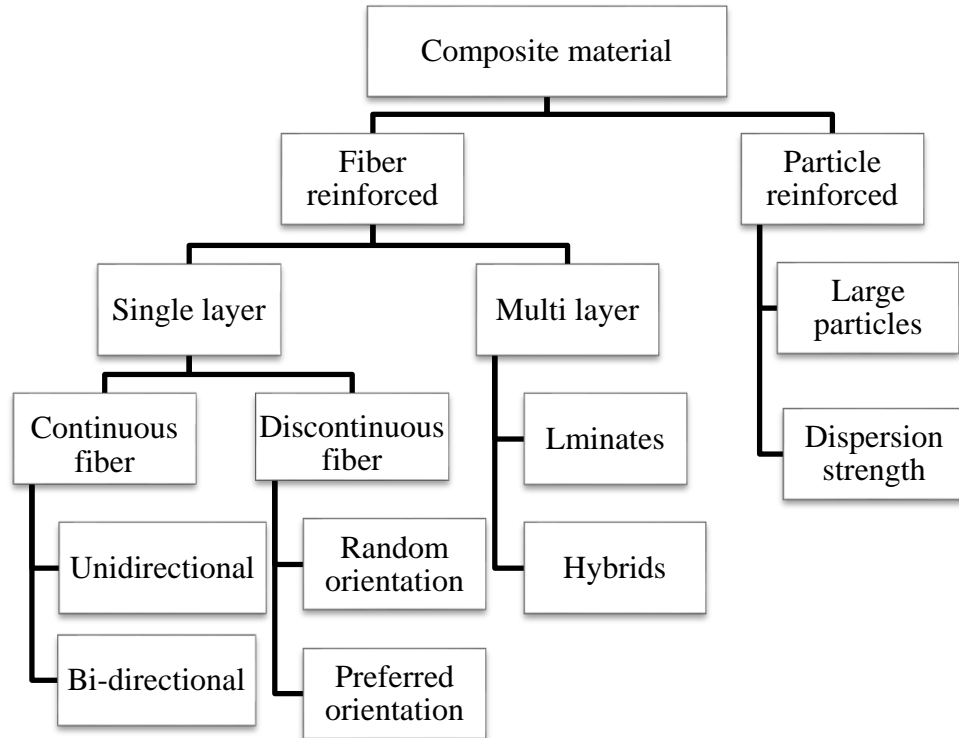 Composite material
Fiber
reinforced
Particle
reinforced
Single layer
Multi layer
Large
particles
Continuous
fiber
Discontinuous
fiber
Lminates
Dispersion
strength
Unidirectional
Random
orientation
Hybrids
Bi-directional
Preferred
orientation